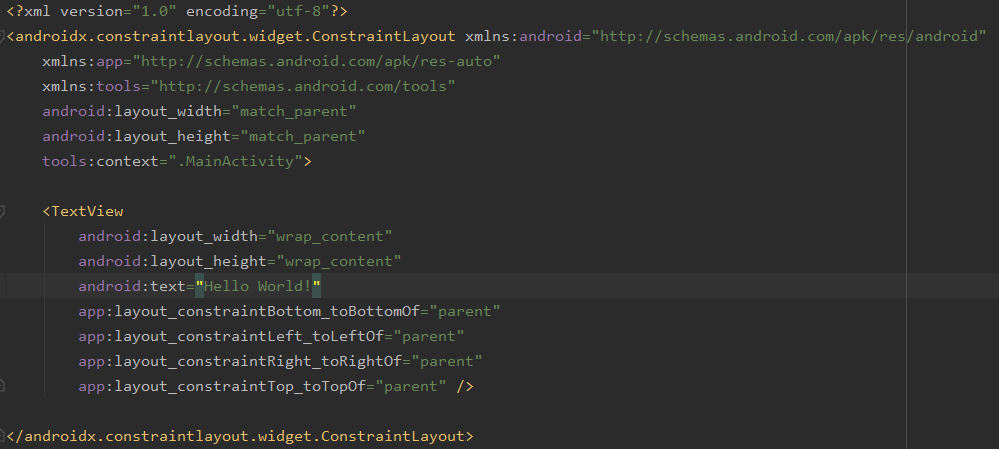 <?xml version="1.0" encoding="utf-8"?>
<androidx.constraintlayout.widget.ConstraintLayout xmlns:android="http://schemas.android.com/apk/res/android"
    xmlns:app="http://schemas.android.com/apk/res-auto"
    xmlns:tools="http://schemas.android.com/tools"
    android:layout_width="match_parent"
    android:layout_height="match_parent"
    tools:context=".MainActivity">

    <TextView
        android:layout_width="wrap_content"
        android:layout_height="wrap_content"
        android:text="Hello World!"
        app:layout_constraintBottom_toBottomOf="parent"
        app:layout_constraintLeft_toLeftOf="parent"
        app:layout_constraintRight_toRightOf="parent"
        app:layout_constraintTop_toTopOf="parent" />

</androidx.constraintlayout.widget.ConstraintLayout>